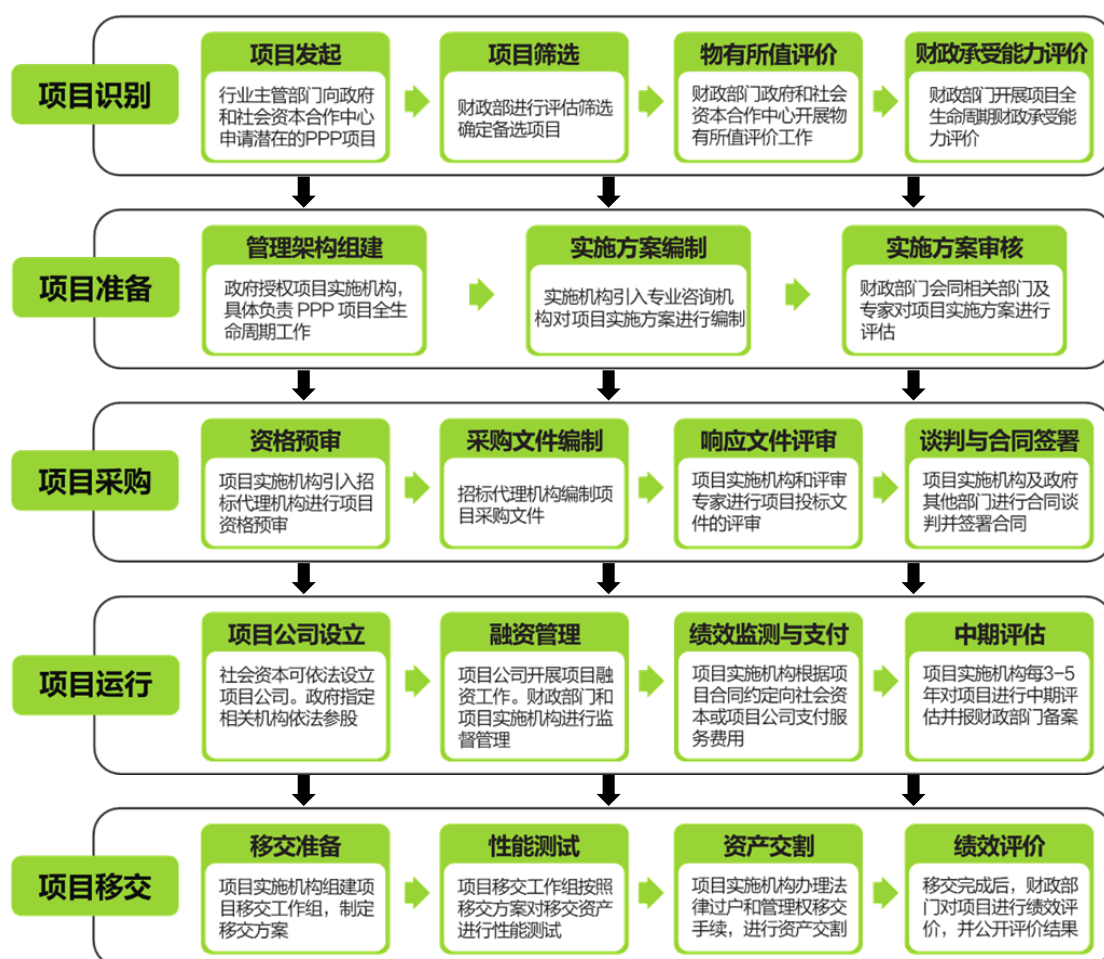 项目识别
项目发起
行业主管部门向政府
和社会资本合作中心
申请潜在的PPP项目
项目筛选
财政部进行评估筛选
确定备选项目
物有所值评价
财政部门政府和社会
资本合作中心开展物
有所值评价工作
财政承受能力评价
财政部门开展项目全
生命周期财政承受能
力评价
项目准备
管理架构组建
政府授权项目实施机构，
具体负责 PPP 项目全生
命周期工作
实施方案编制
实施机构引入专业咨询机
构对项目实施方案进行编制
实施方案审核
财政部门会同相关部门及
专家对项目实施方案进行
评估
项目采购
资格预审
项目实施机构引入招
标代理机构进行项目
资格预审
采购文件编制
招标代理机构编制项
目采购文件
响应文件评审
项目实施机构和评审
专家进行项目投标文
件的评审
谈判与合同签署
项目实施机构及政府
其他部门进行合同谈
判并签署合同
项目运行
项目公司设立
社会资本可依法设立
项目公司。政府指定
相关机构依法参股
融资管理
项目公司开展项目融
资工作。财政部门和
项目实施机构进行监
督管理
绩效监测与支付
项目实施机构根据项
目合同约定向社会资
本或项目公司支付服
务费用
中期评估
项目实施机构每3-5
年对项目进行中期评
估并报财政部门备案
项目移交
移交准备
项目实施机构组建项
目移交工作组，制定
移交方案
性能测试
项目移交工作组按照
移交方案对移交资产
进行性能测试
资产交割
项目实施机构办理法
律过户和管理权移交
手续，进行资产交割
绩效评价
移交完成后，财政部
门对项目进行绩效评
价，并公开评价结果